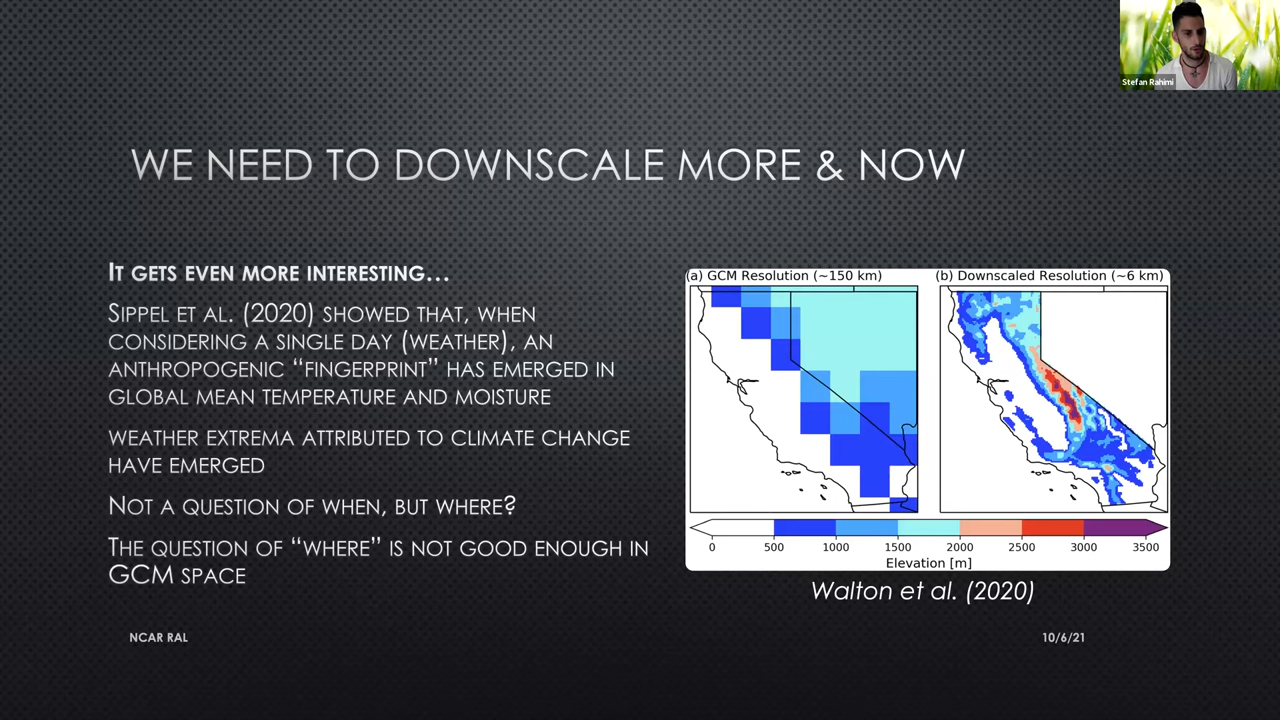 Stefan Rahimi
WE NEED TO DOWNSCALE MORE & NOW
IT GETS EVEN MORE INTERESTING…
SIPPEL ET AL. (2020) SHOWED THAT, WHEN
CONSIDERING A SINGLE DAY (WEATHER), AN
ANTHROPOGENIC “FINGERPRINT” HAS EMERGED IN
GLOBAL MEAN TEMPERATURE AND MOISTURE
WEATHER EXTREMA ATTRIBUTED TO CLIMATE CHANGE
HAVE EMERGED
NOT A QUESTION OF WHEN, BUT WHERE?
THE QUESTION OF “WHERE” IS NOT GOOD ENOUGH IN
GCM SPACE
(a) GCM Resolution (~150 km)
(b) Downscaled Resolution (~6 km)
0 500 1000 1500 2000 2500 3000 3500
Elevation [m]
Walton et al. (2020)
NCAR RAL
10/6/21